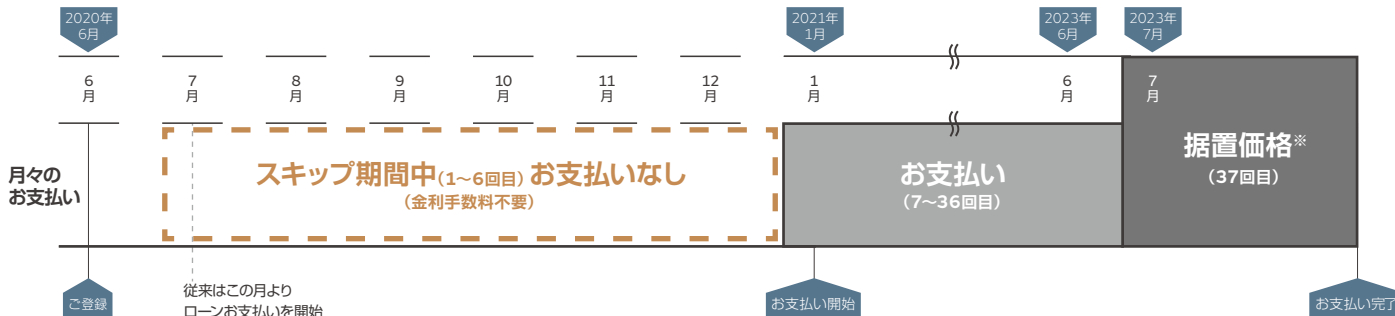 2020年
6月
2021年
1月
2023年
6月
2023年
7月
6
月
7
月
8
月
9
月
10
月
11
月
12
月
1
月
6
月
7
月
月々の
お支払い
スキップ期間中(1〜6回目)お支払いなし
(金利手数料不要)
お支払い
(7〜36回目)
据置価格※
(37回目)
ご登録
従来はこの月より
ローンお支払いを開始
お支払い開始
お支払い完了